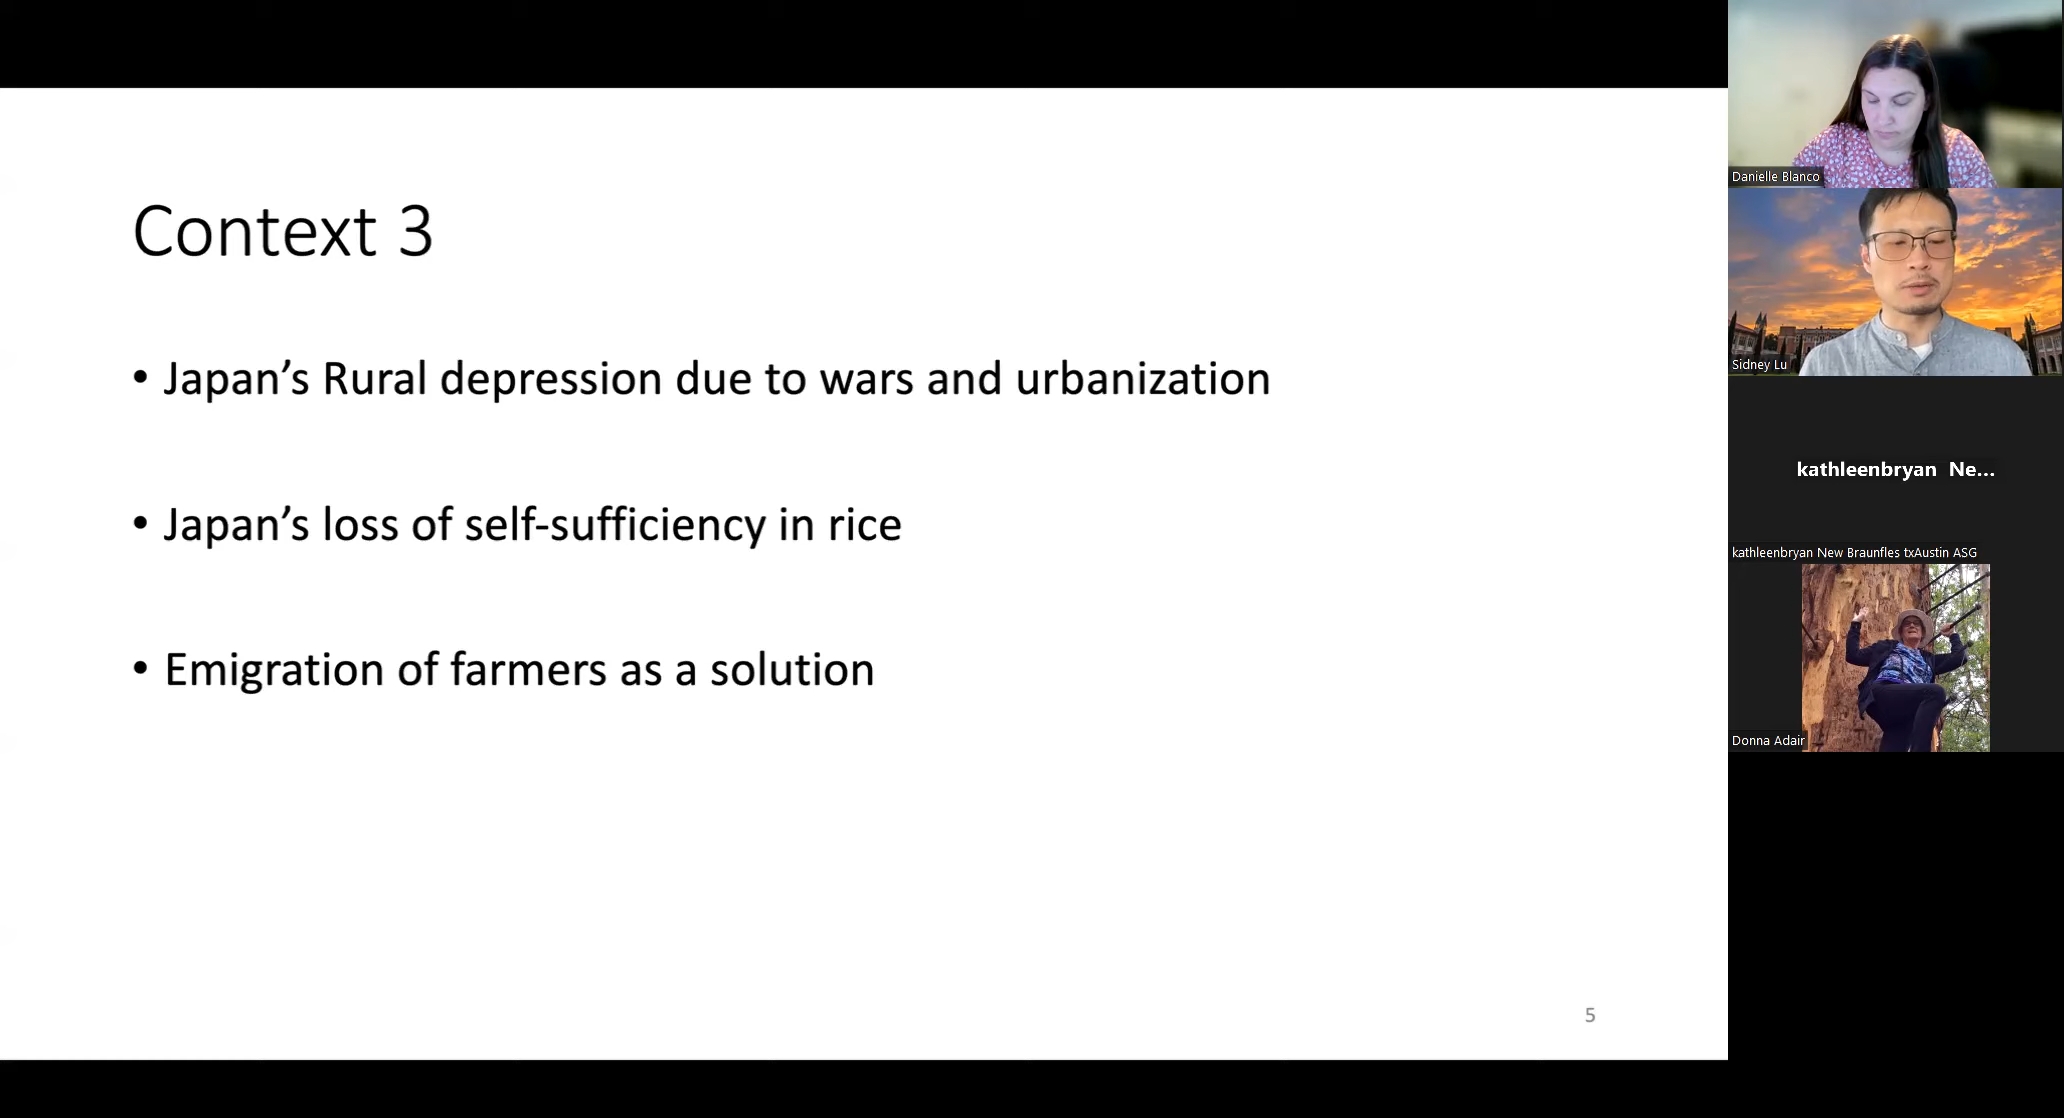 Context 3
• Japan’s Rural depression due to wars and urbanization
• Japan’s loss of self-sufficiency in rice
• Emigration of farmers as a solution
5
Danielle Blanco
Sidney Lu
kathleenbryan Ne...
kathleenbryan New Braunfles txAustin ASG
Donna Adair